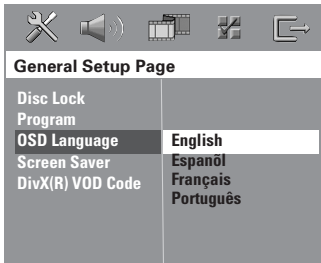 General Setup Page
Disc Lock
Program
OSD Language
Screen Saver
DivX(R) VOD Code
English
Espanõl
Français
Português